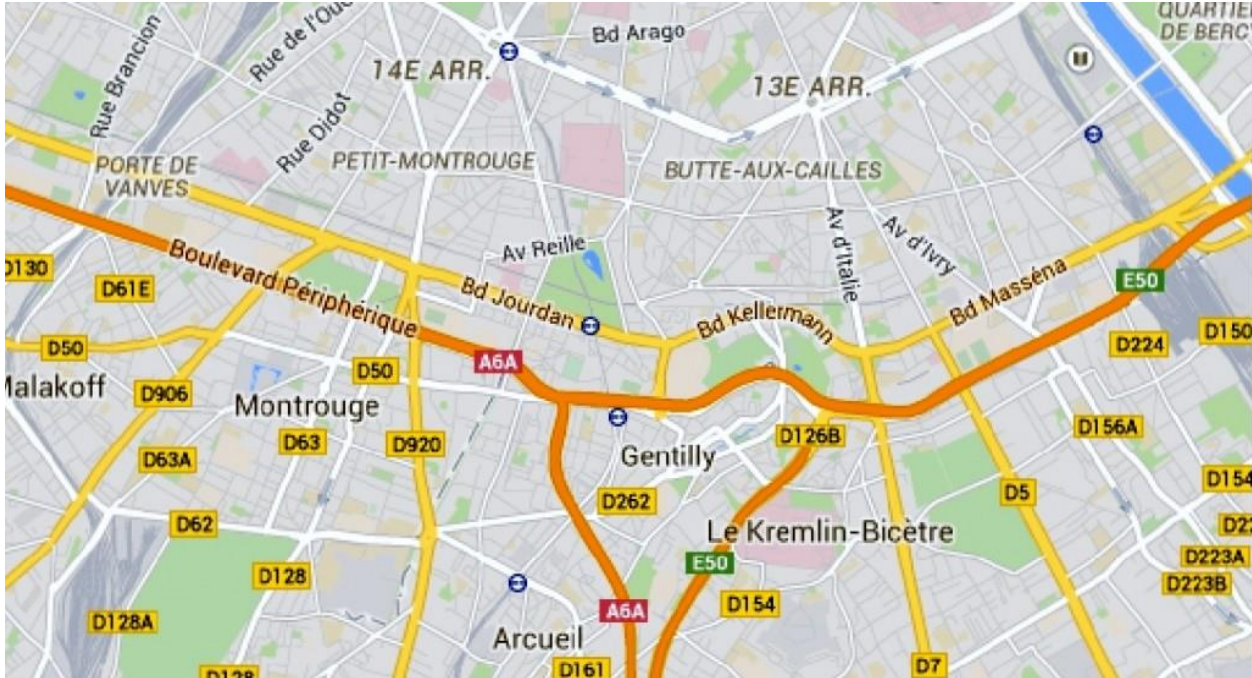 QUARTIER
DE BERCY
Bd Arago
Rue de l'Oue
Rue Brancion
14E ARR.
13E ARR.
Rue Didot
PORTE DE
VANVES
PETIT-MONTROUGE
BUTTE-AUX-CAILLES
Av Reille
Av d'Italie
Av d'Ivry
Boulevard Périphérique
Bd Jourdan
Bd Kellermann
Bd Masséna
D130
D61E
E50
D50
A6A
D50
D224
D150
Malakoff
D906
Montrouge
D63
D920
D63A
Gentilly
D126B
D156A
D262
D5
D154
D62
Le Kremlin-Bicètre
D22
D223A
D223B
E50
D128
D128A
A6A
D154
Arcueil
D161
D7
D128